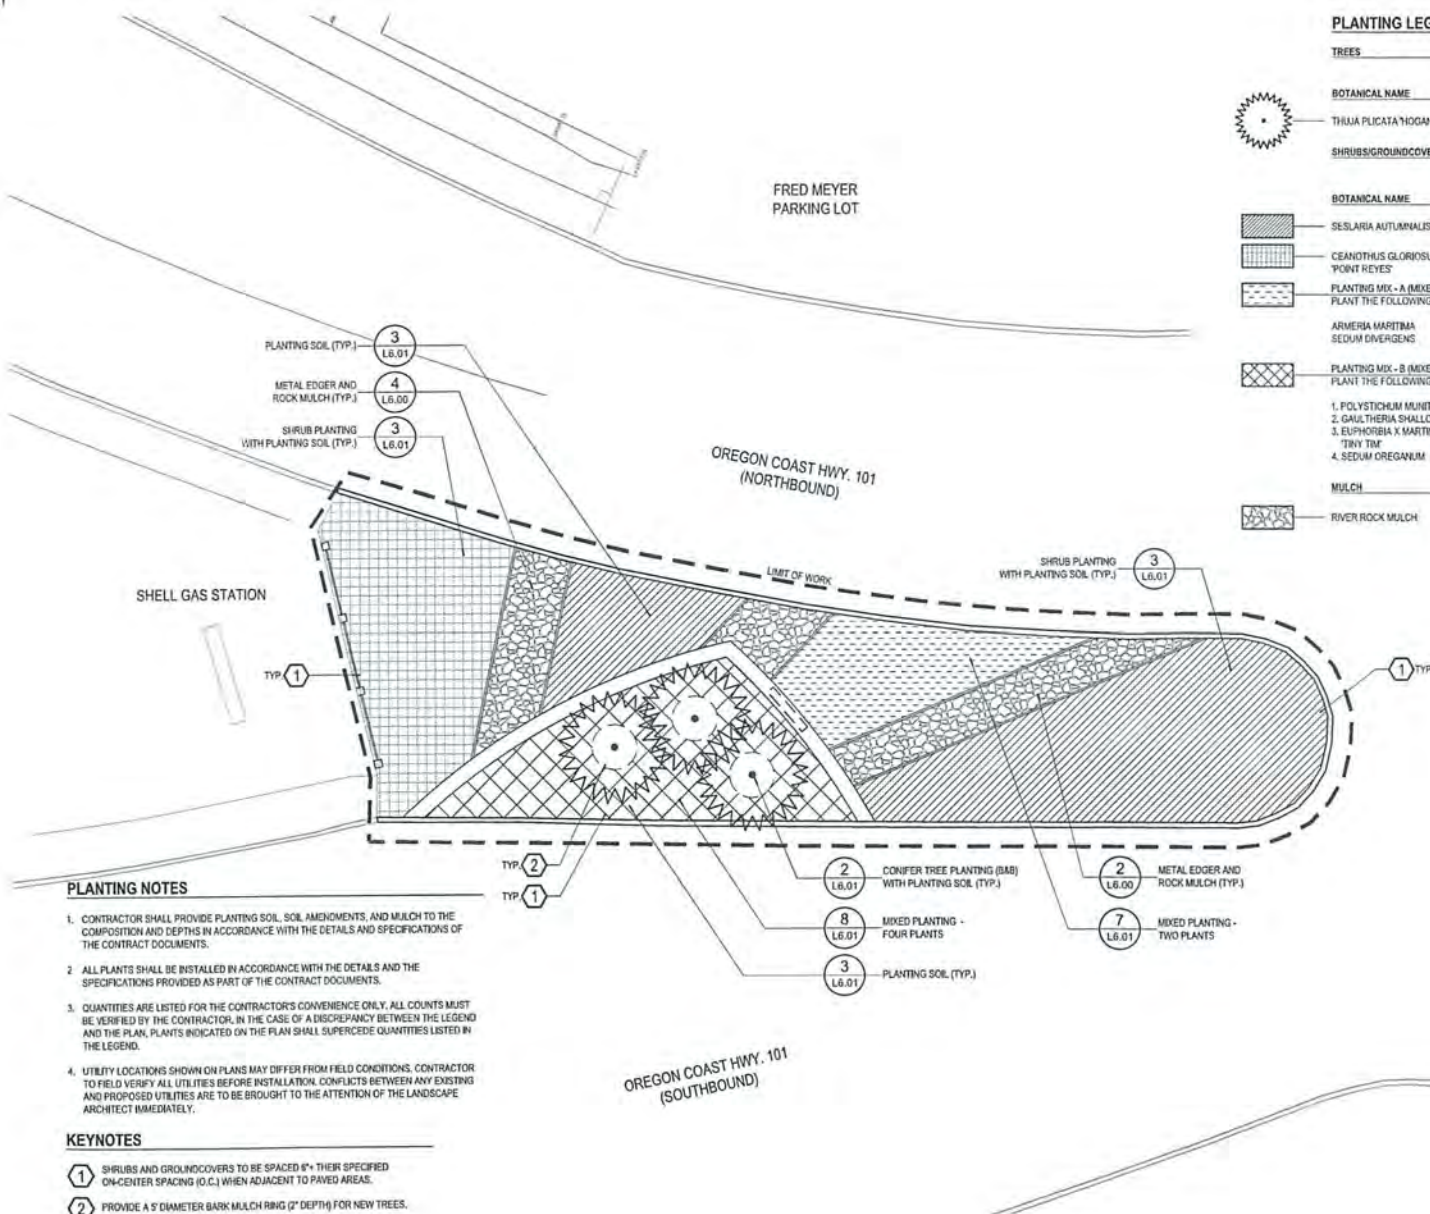 PLANTING LEG
TREES
BOTANICAL NAME
THUJA PLICATA 'HOGAN
SHRUBS/GROUNDCOVE
BOTANICAL NAME
SESLARIA AUTUMNALIS
CEANOTHUS GLORIOSU
'POINT REYES'
PLANTING MIX - A (MIXE
PLANT THE FOLLOWING
ARMERIA MARITIMA
SEDUM DIVERGENS
PLANTING MIX - B (MIXE
PLANT THE FOLLOWING
1. POLYSTICHUM MUNIT
2. GAULTHERIA SHALLO
3. EUPHORBIA X MARTI
'TINY TIM'
4. SEDUM OREGANUM
MULCH
RIVER ROCK MULCH
FRED MEYER
PARKING LOT
PLANTING SOIL (TYP.)
3
L6.01
METAL EDGER AND
ROCK MULCH (TYP.)
4
L6.00
SHRUB PLANTING
WITH PLANTING SOIL (TYP.)
3
L6.01
OREGON COAST HWY. 101
(NORTHBOUND)
LIMIT OF WORK
SHRUB PLANTING
WITH PLANTING SOIL (TYP.)
3
L6.01
SHELL GAS STATION
TYP. 1
1 TYP
TYP. 2
TYP. 1
2
L6.01
CONIFER TREE PLANTING (B&B)
WITH PLANTING SOIL (TYP.)
8
L6.01
MIXED PLANTING -
FOUR PLANTS
3
L6.01
PLANTING SOIL (TYP.)
2
L6.00
METAL EDGER AND
ROCK MULCH (TYP.)
7
L6.01
MIXED PLANTING -
TWO PLANTS
OREGON COAST HWY. 101
(SOUTHBOUND)
PLANTING NOTES
1. CONTRACTOR SHALL PROVIDE PLANTING SOIL, SOIL AMENDMENTS, AND MULCH TO THE
COMPOSITION AND DEPTHS IN ACCORDANCE WITH THE DETAILS AND SPECIFICATIONS OF
THE CONTRACT DOCUMENTS.
2 ALL PLANTS SHALL BE INSTALLED IN ACCORDANCE WITH THE DETAILS AND THE
SPECIFICATIONS PROVIDED AS PART OF THE CONTRACT DOCUMENTS.
3. QUANTITIES ARE LISTED FOR THE CONTRACTOR'S CONVENIENCE ONLY. ALL COUNTS MUST
BE VERIFIED BY THE CONTRACTOR. IN THE CASE OF A DISCREPANCY BETWEEN THE LEGEND
AND THE PLAN, PLANTS INDICATED ON THE PLAN SHALL SUPERCEDE QUANTITIES LISTED IN
THE LEGEND.
4. UTILITY LOCATIONS SHOWN ON PLANS MAY DIFFER FROM FIELD CONDITIONS. CONTRACTOR
TO FIELD VERIFY ALL UTILITIES BEFORE INSTALLATION. CONFLICTS BETWEEN ANY EXISTING
AND PROPOSED UTILITIES ARE TO BE BROUGHT TO THE ATTENTION OF THE LANDSCAPE
ARCHITECT IMMEDIATELY.
KEYNOTES
1 SHRUBS AND GROUNDCOVERS TO BE SPACED 6"+ THEIR SPECIFIED
ON-CENTER SPACING (O.C.) WHEN ADJACENT TO PAVED AREAS.
2 PROVIDE A 5' DIAMETER BARK MULCH RING (2" DEPTH) FOR NEW TREES.